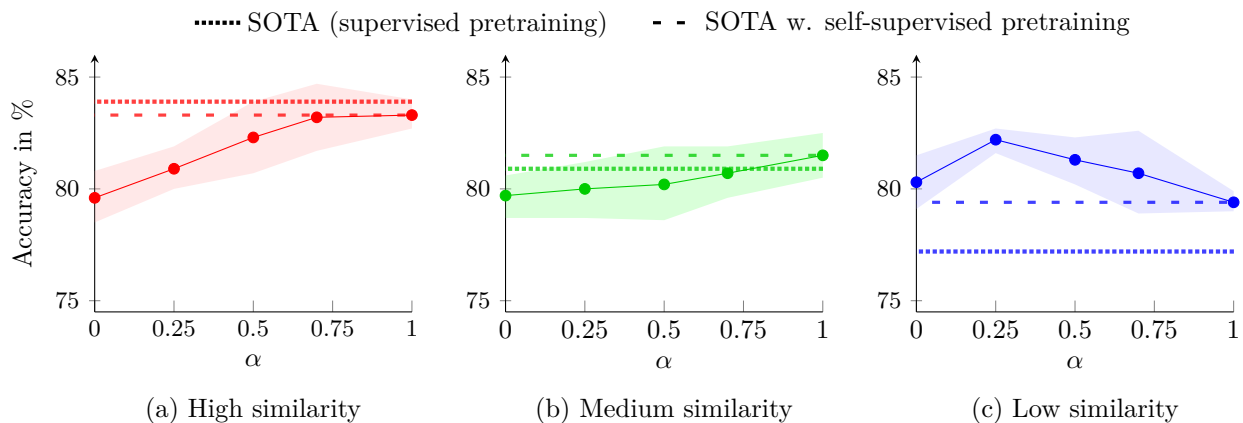 SOTA (supervised pretraining) SOTA w. self-supervised pretraining
Accuracy in %
85
80
75
0 0.25 0.5 0.75 1
α
(a) High similarity
85
80
75
0 0.25 0.5 0.75 1
α
(b) Medium similarity
85
80
75
0 0.25 0.5 0.75 1
α
(c) Low similarity